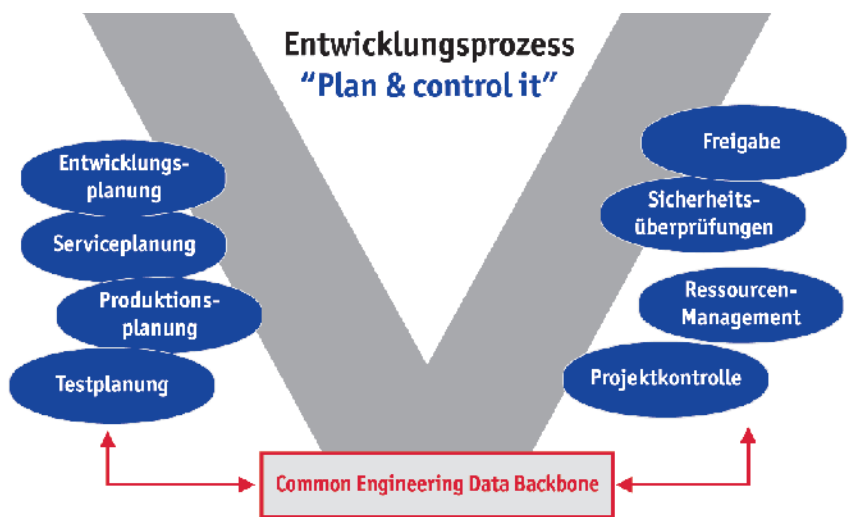 Entwicklungsprozess
“Plan & control it”
Entwicklungs-
planung
Serviceplanung
Produktions-
planung
Testplanung
Freigabe
Sicherheits-
überprüfungen
Ressourcen-
Management
Projektkontrolle
Common Engineering Data Backbone